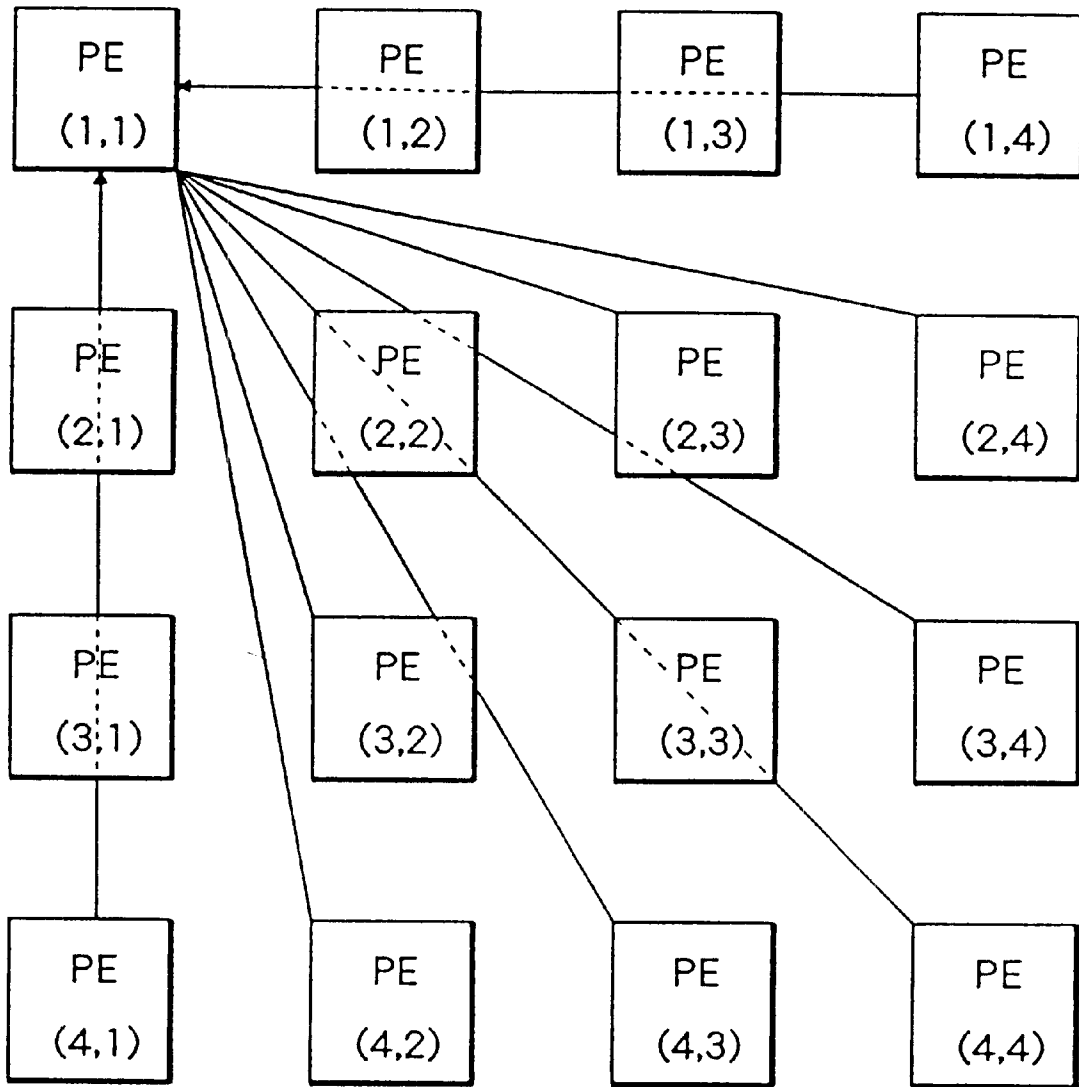 PE PE PE PE
(1,1) (1,2) (1,3) (1,4)
PE PE PE PE
(2,1) (2,2) (2,3) (2,4)
PE PE PE PE
(3,1) (3,2) (3,3) (3,4)
PE PE PE PE
(4,1) (4,2) (4,3) (4,4)